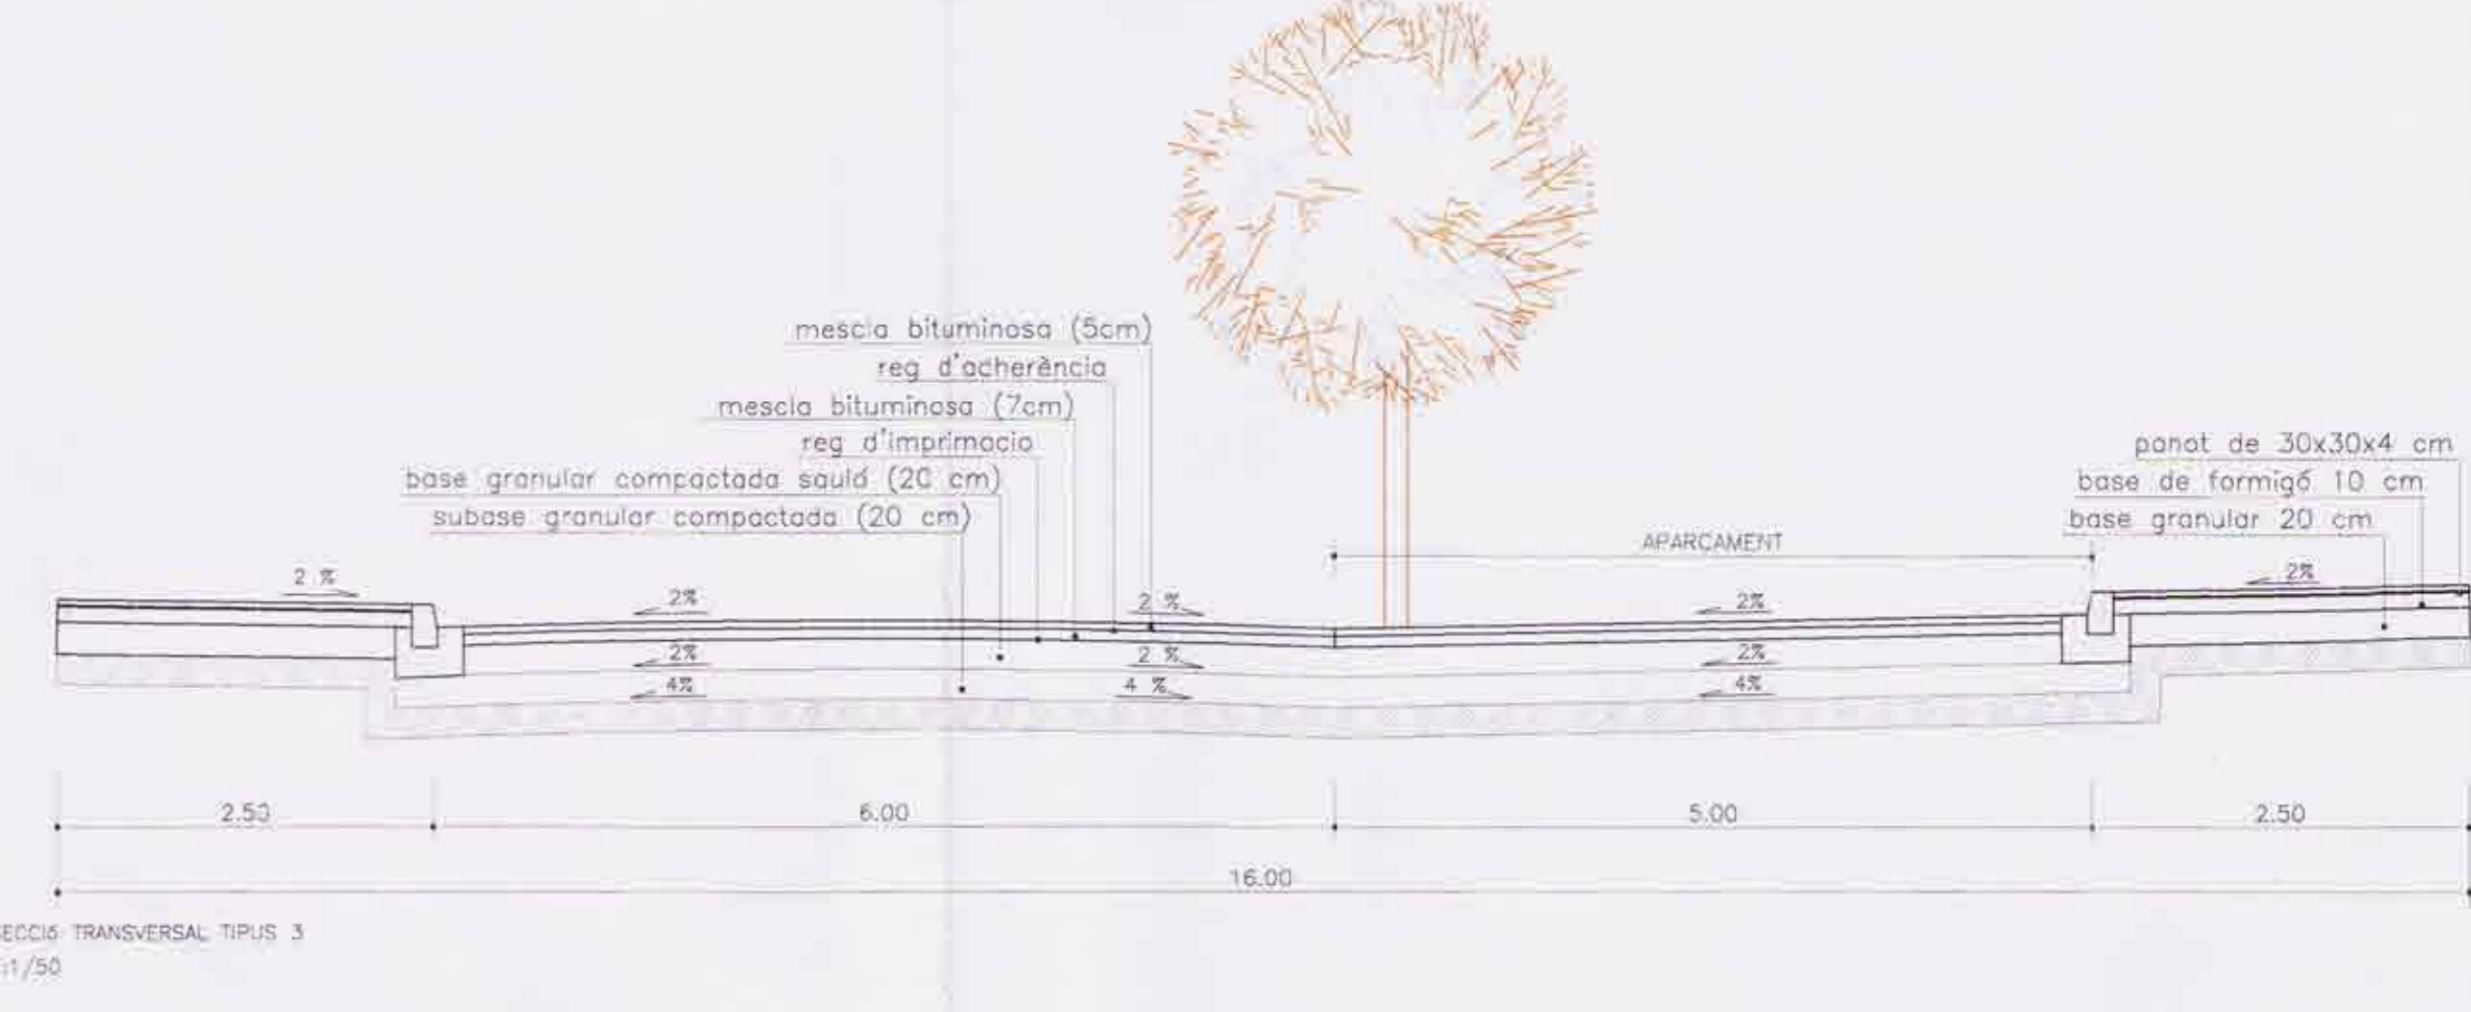 mescla bituminosa (5cm)
reg d'adherència
mescla bituminosa (7cm)
reg d'imprimacio
base granular compactada sauló (20 cm)
subase granular compactada (20 cm)
panot de 30x30x4 cm
base de formigó 10 cm
base granular 20 cm
APARCAMENT
2 %
2%
2 %
2%
2%
2%
2 %
2%
4%
4 %
4%
2.50
6.00
5.00
2.50
16.00
SECCIÓ TRANSVERSAL TIPUS 3
:1/50